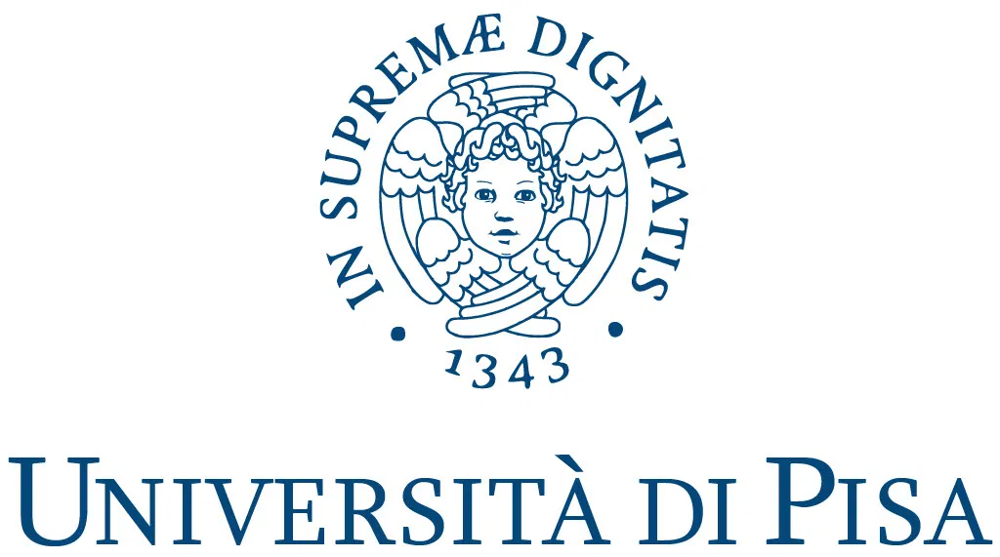 IN SUPREMÆ DIGNITATIS
• 1343 •
UNIVERSITÀ DI PISA